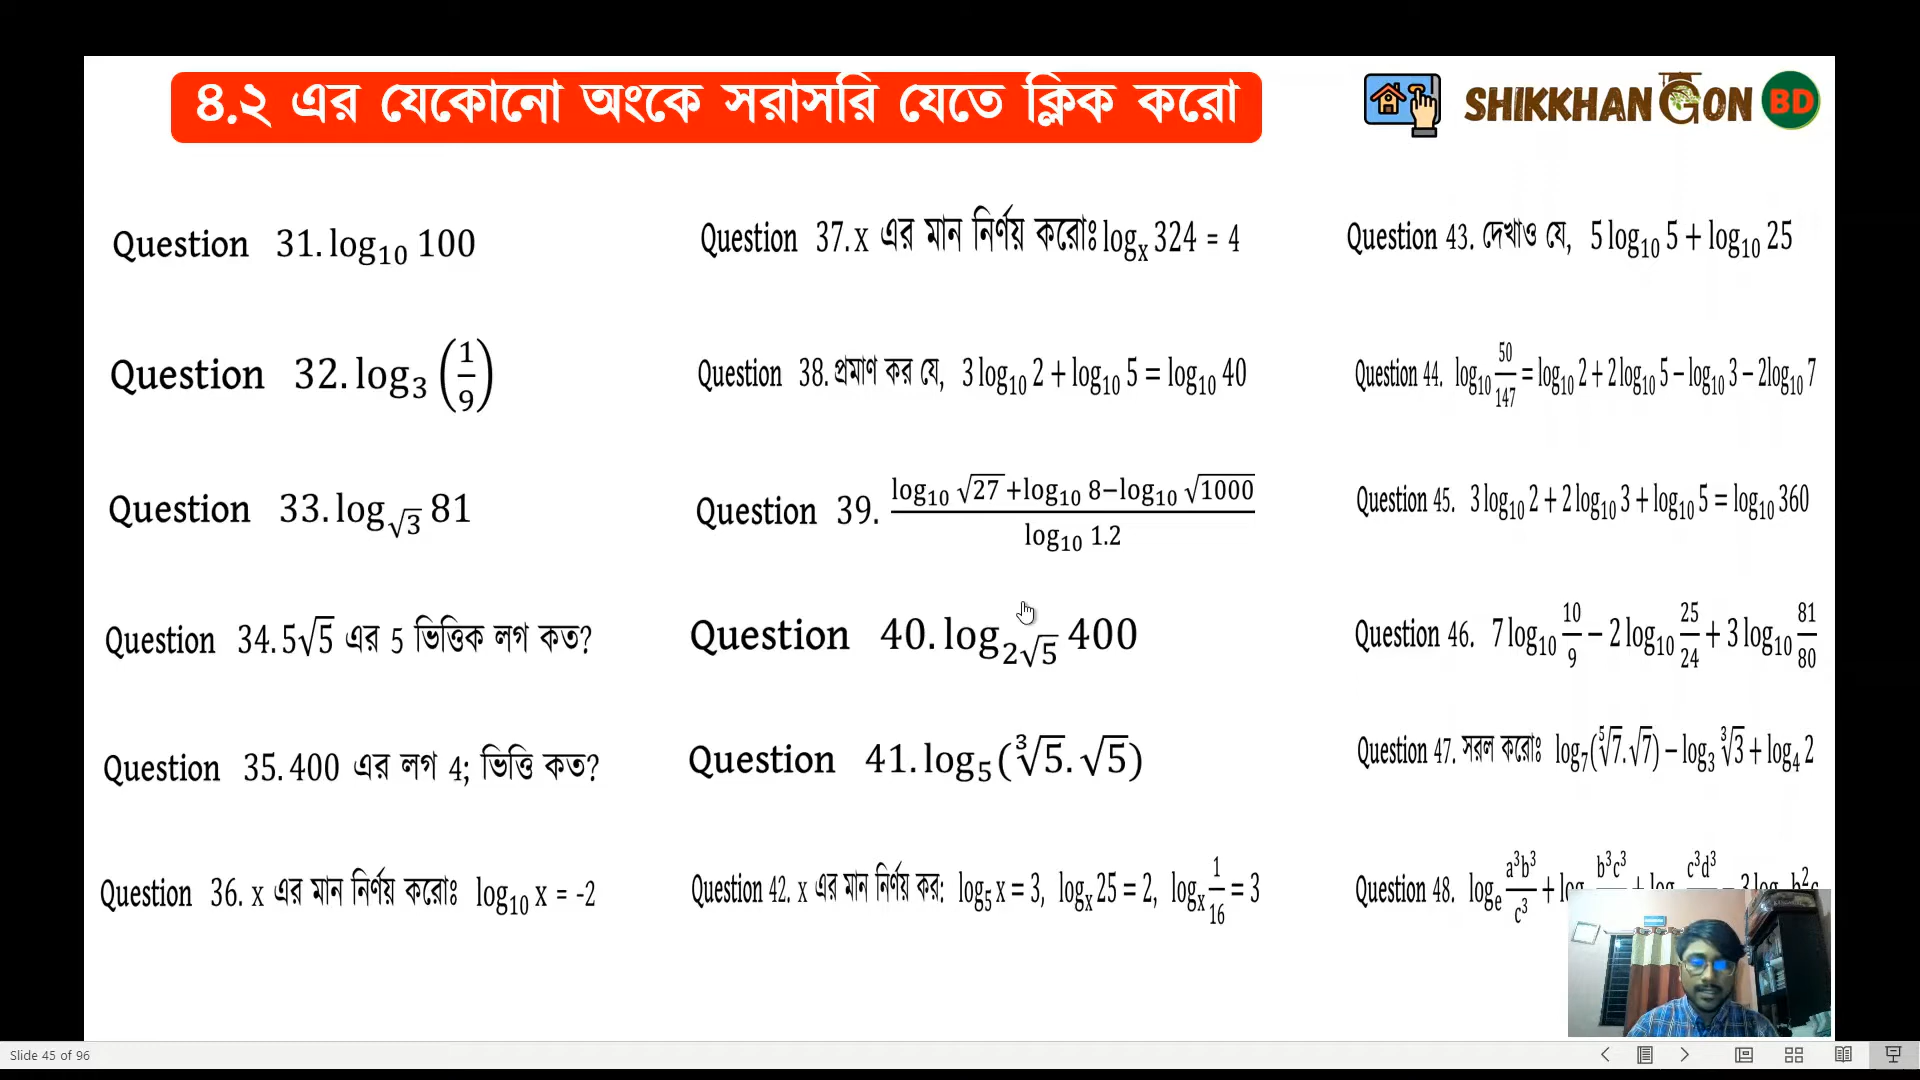 ৪.২ এর যেকোনো অংকে সরাসরি যেতে ক্লিক করো
SHIKKHANGON BD
Question 31. log₁₀ 100
Question 32. log₃ (1/9)
Question 33. log_√3 81
Question 34. 5√5 এর 5 ভিত্তিক লগ কত?
Question 35. 400 এর লগ 4; ভিত্তি কত?
Question 36. x এর মান নির্ণয় করোঃ log₁₀ x = -2
Question 37. x এর মান নির্ণয় করোঃ logₓ 324 = 4
Question 38. প্রমাণ কর যে, 3 log₁₀ 2 + log₁₀ 5 = log₁₀ 40
Question 39. (log₁₀ √27 + log₁₀ 8 − log₁₀ √1000) / (log₁₀ 1.2)
Question 40. log_2√5 400
Question 41. log₅ (∛5. √5)
Question 42. x এর মান নির্ণয় কর: log₅ x = 3, logₓ 25 = 2, logₓ 1/16 = 3
Question 43. দেখাও যে, 5 log₁₀ 5 + log₁₀ 25
Question 44. log₁₀ 50/147 = log₁₀ 2 + 2 log₁₀ 5 − log₁₀ 3 − 2log₁₀ 7
Question 45. 3 log₁₀ 2 + 2 log₁₀ 3 + log₁₀ 5 = log₁₀ 360
Question 46. 7 log₁₀ 10/9 − 2 log₁₀ 25/24 + 3 log₁₀ 81/80
Question 47. সরল করোঃ log₇ (⁵√7. √7) − log₃ ∛3 + log₄ 2
Question 48. logₑ a³b³/c³ + log b³c³ + log c³d³ − 3 log b²c
Slide 45 of 96